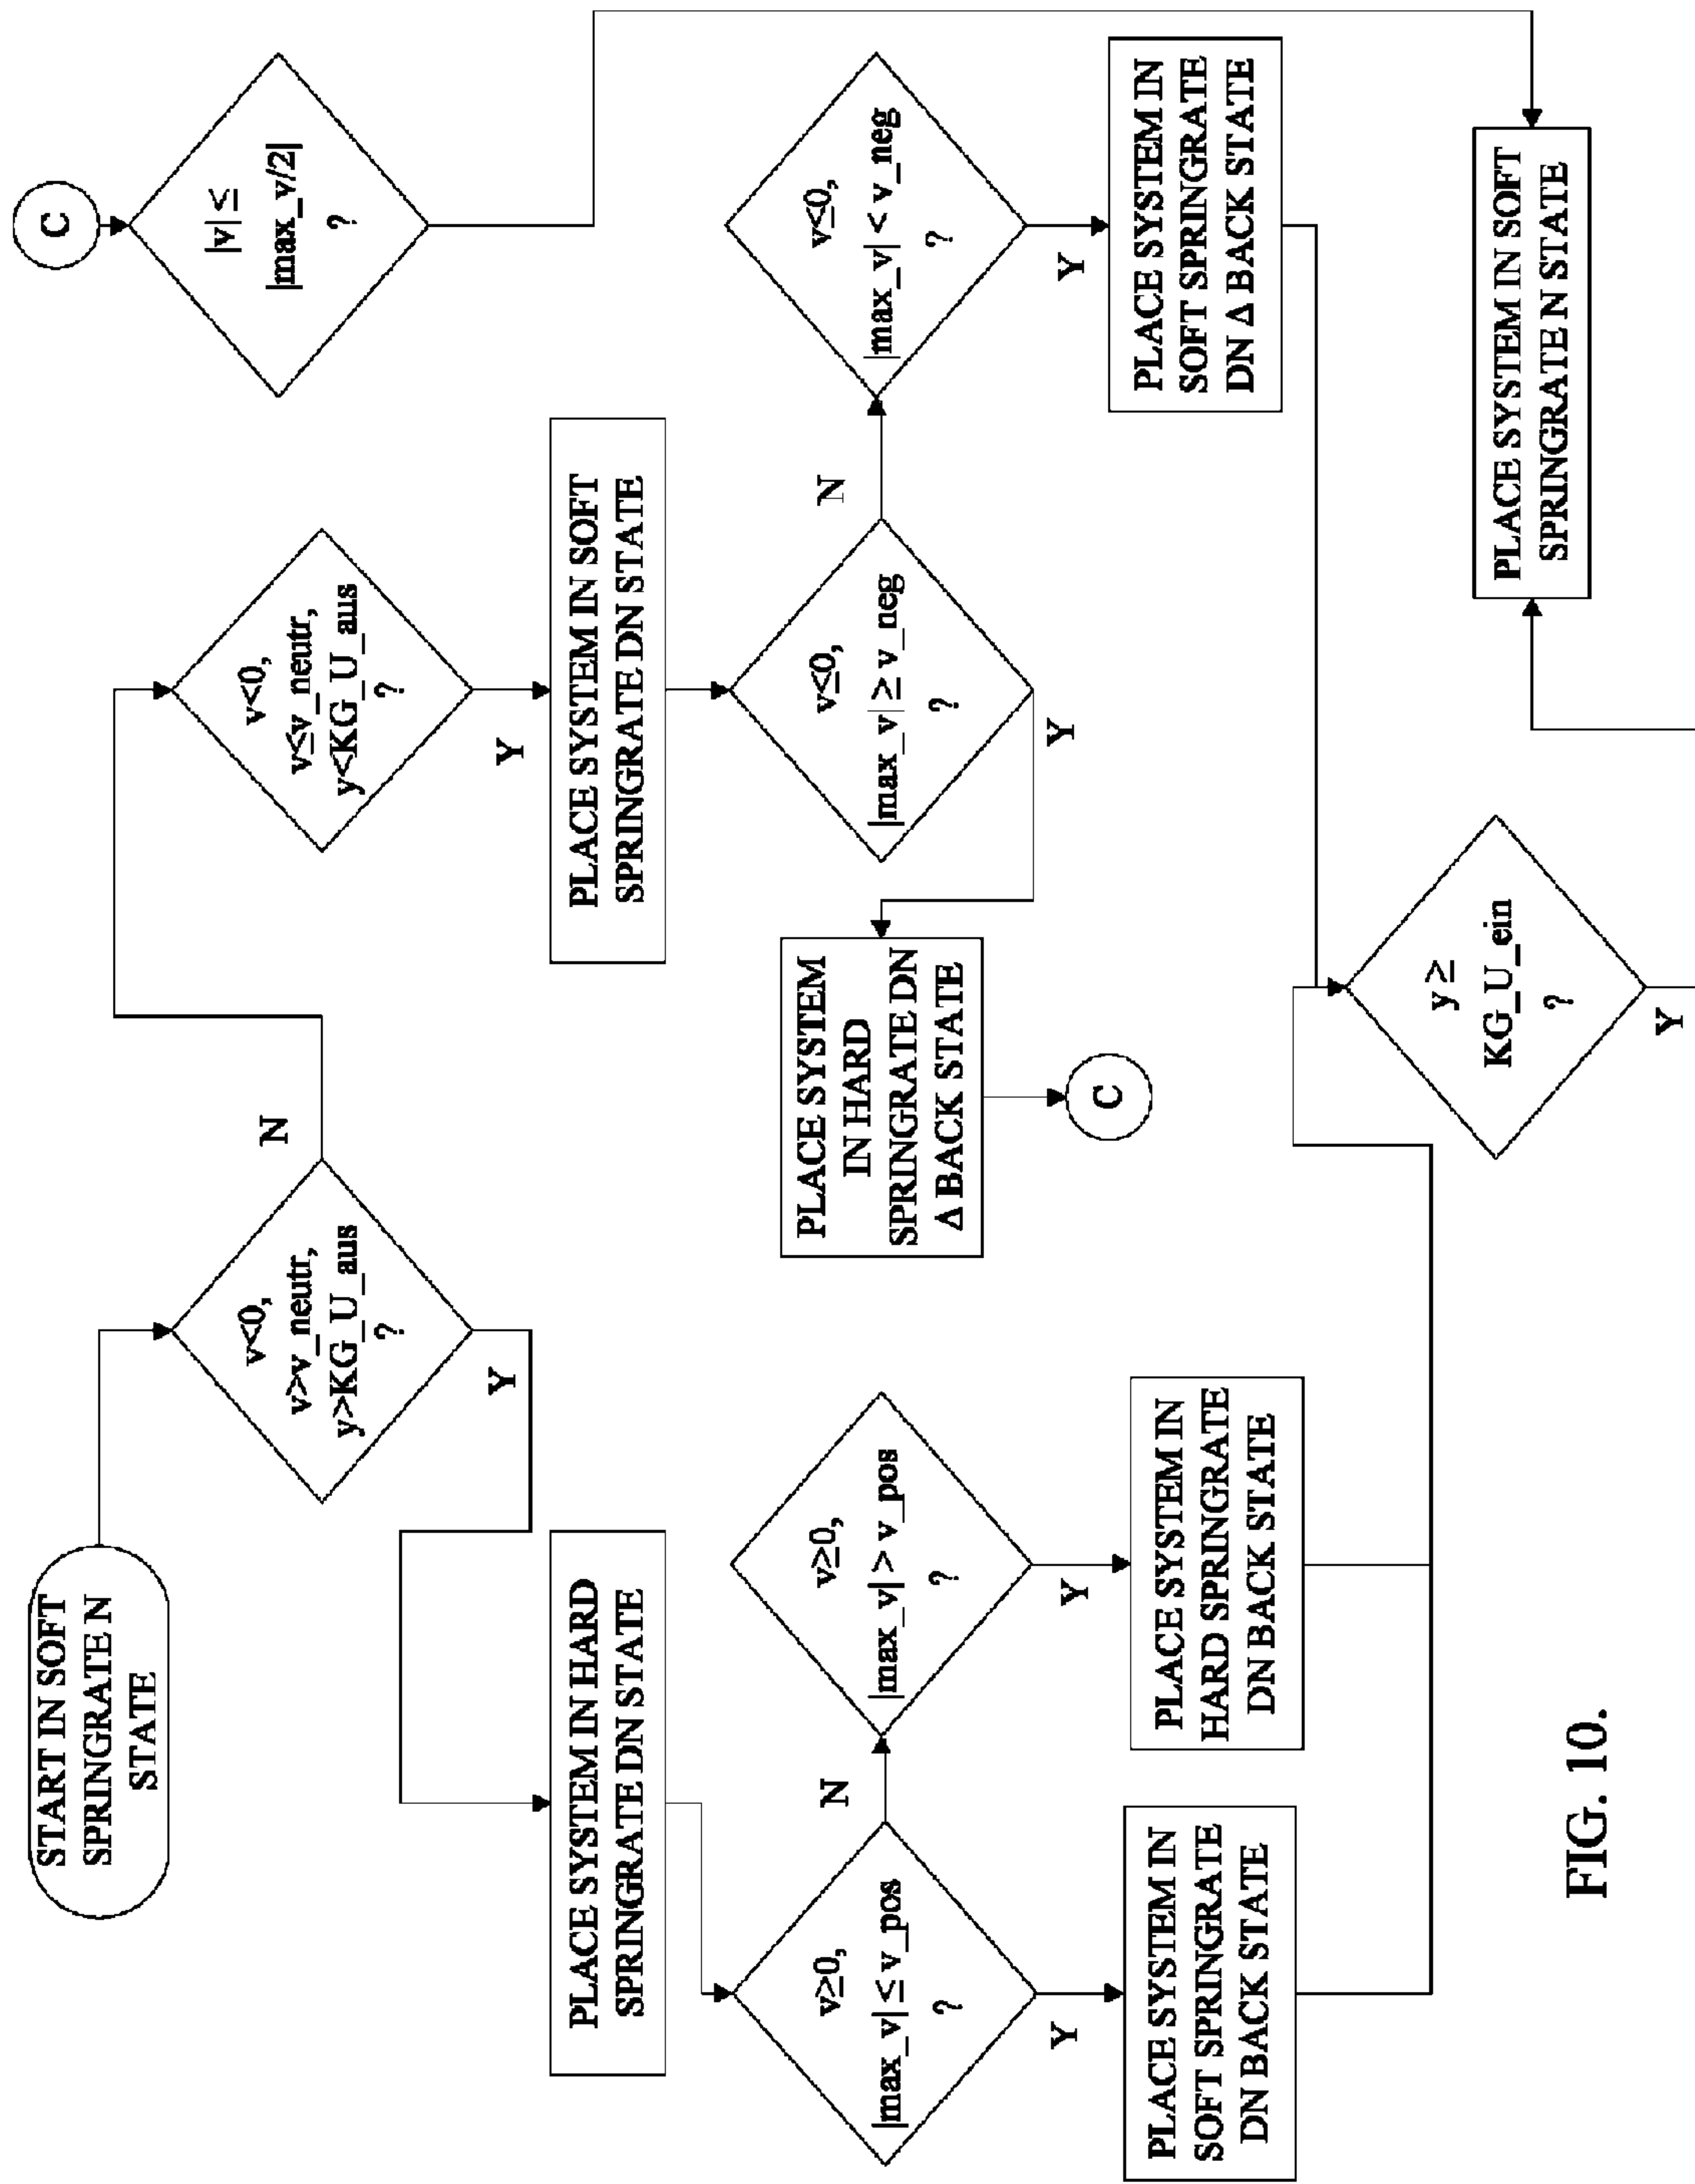 START IN SOFT
SPRINGRATE N
STATE
v<0,
v>v_neutr,
y>KG_U_aus
?
N
Y
v<0,
v≤v_neutr,
y<KG_U_aus
?
Y
C
|v| ≤
|max_v/2|
?
PLACE SYSTEM IN HARD
SPRINGRATE DN STATE
PLACE SYSTEM IN SOFT
SPRINGRATE DN STATE
v≥0,
|max_v| ≤ v_pos
?
N
Y
v≥0,
|max_v| > v_pos
?
Y
PLACE SYSTEM
IN HARD
SPRINGRATE DN
Δ BACK STATE
C
v≤0,
|max_v| ≥ v_neg
?
N
Y
v≤0,
|max_v| < v_neg
?
Y
PLACE SYSTEM IN
SOFT SPRINGRATE
DN BACK STATE
PLACE SYSTEM IN
HARD SPRINGRATE
DN BACK STATE
PLACE SYSTEM IN
SOFT SPRINGRATE
DN Δ BACK STATE
y ≥
KG_U_ein
?
Y
PLACE SYSTEM IN SOFT
SPRINGRATE N STATE
FIG. 10.